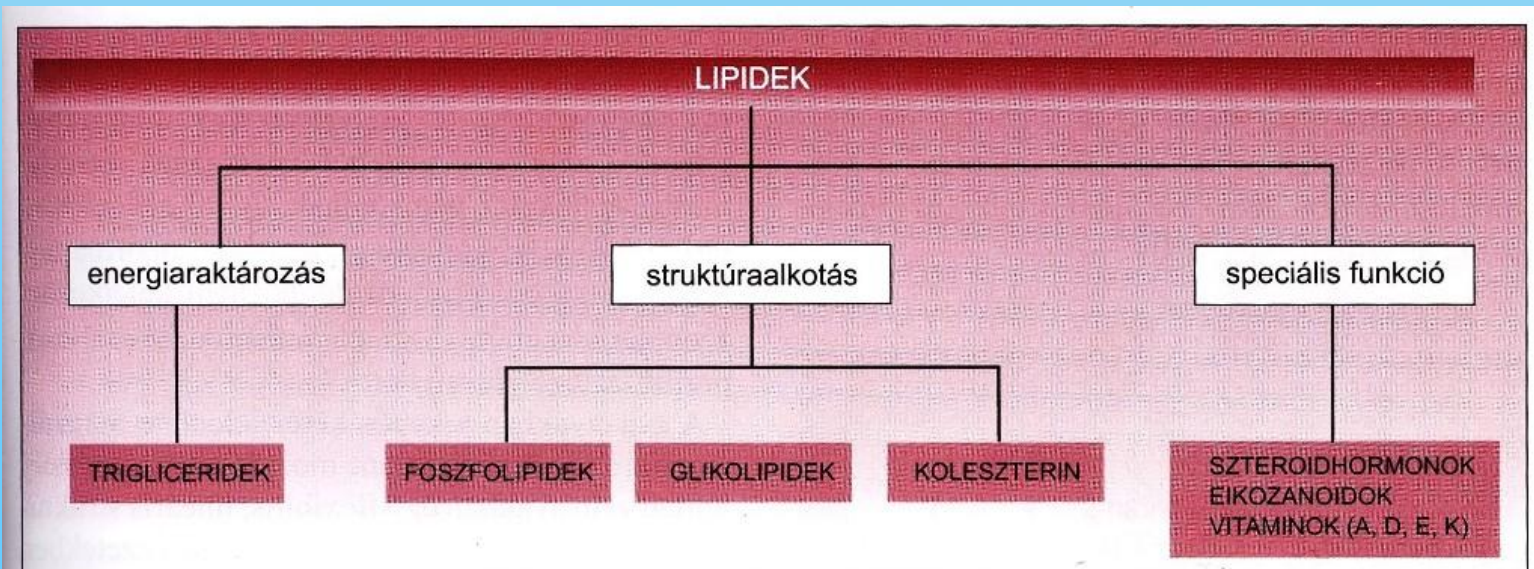 LIPIDEK
energiaraktározás
struktúraalkotás
speciális funkció
TRIGLICERIDEK
FOSZFOLIPIDEK
GLIKOLIPIDEK
KOLESZTERIN
SZTEROIDHORMONOK
EIKOZANOIDOK
VITAMINOK (A, D, E, K)